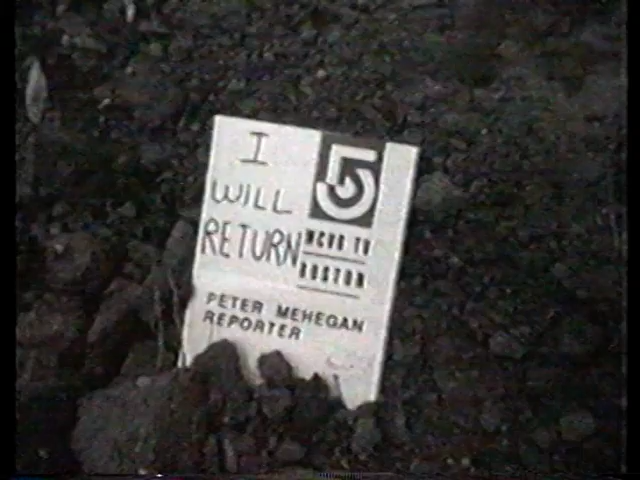 I
WILL
RETURN
5
WCVB TV
BOSTON
PETER MEHEGAN
REPORTER